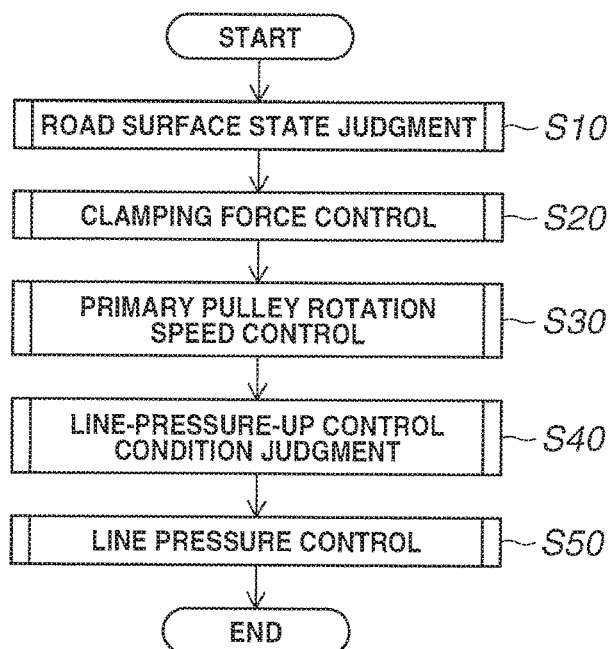 START
ROAD SURFACE STATE JUDGMENT
S10
CLAMPING FORCE CONTROL
S20
PRIMARY PULLEY ROTATION
SPEED CONTROL
S30
LINE-PRESSURE-UP CONTROL
CONDITION JUDGMENT
S40
LINE PRESSURE CONTROL
S50
END